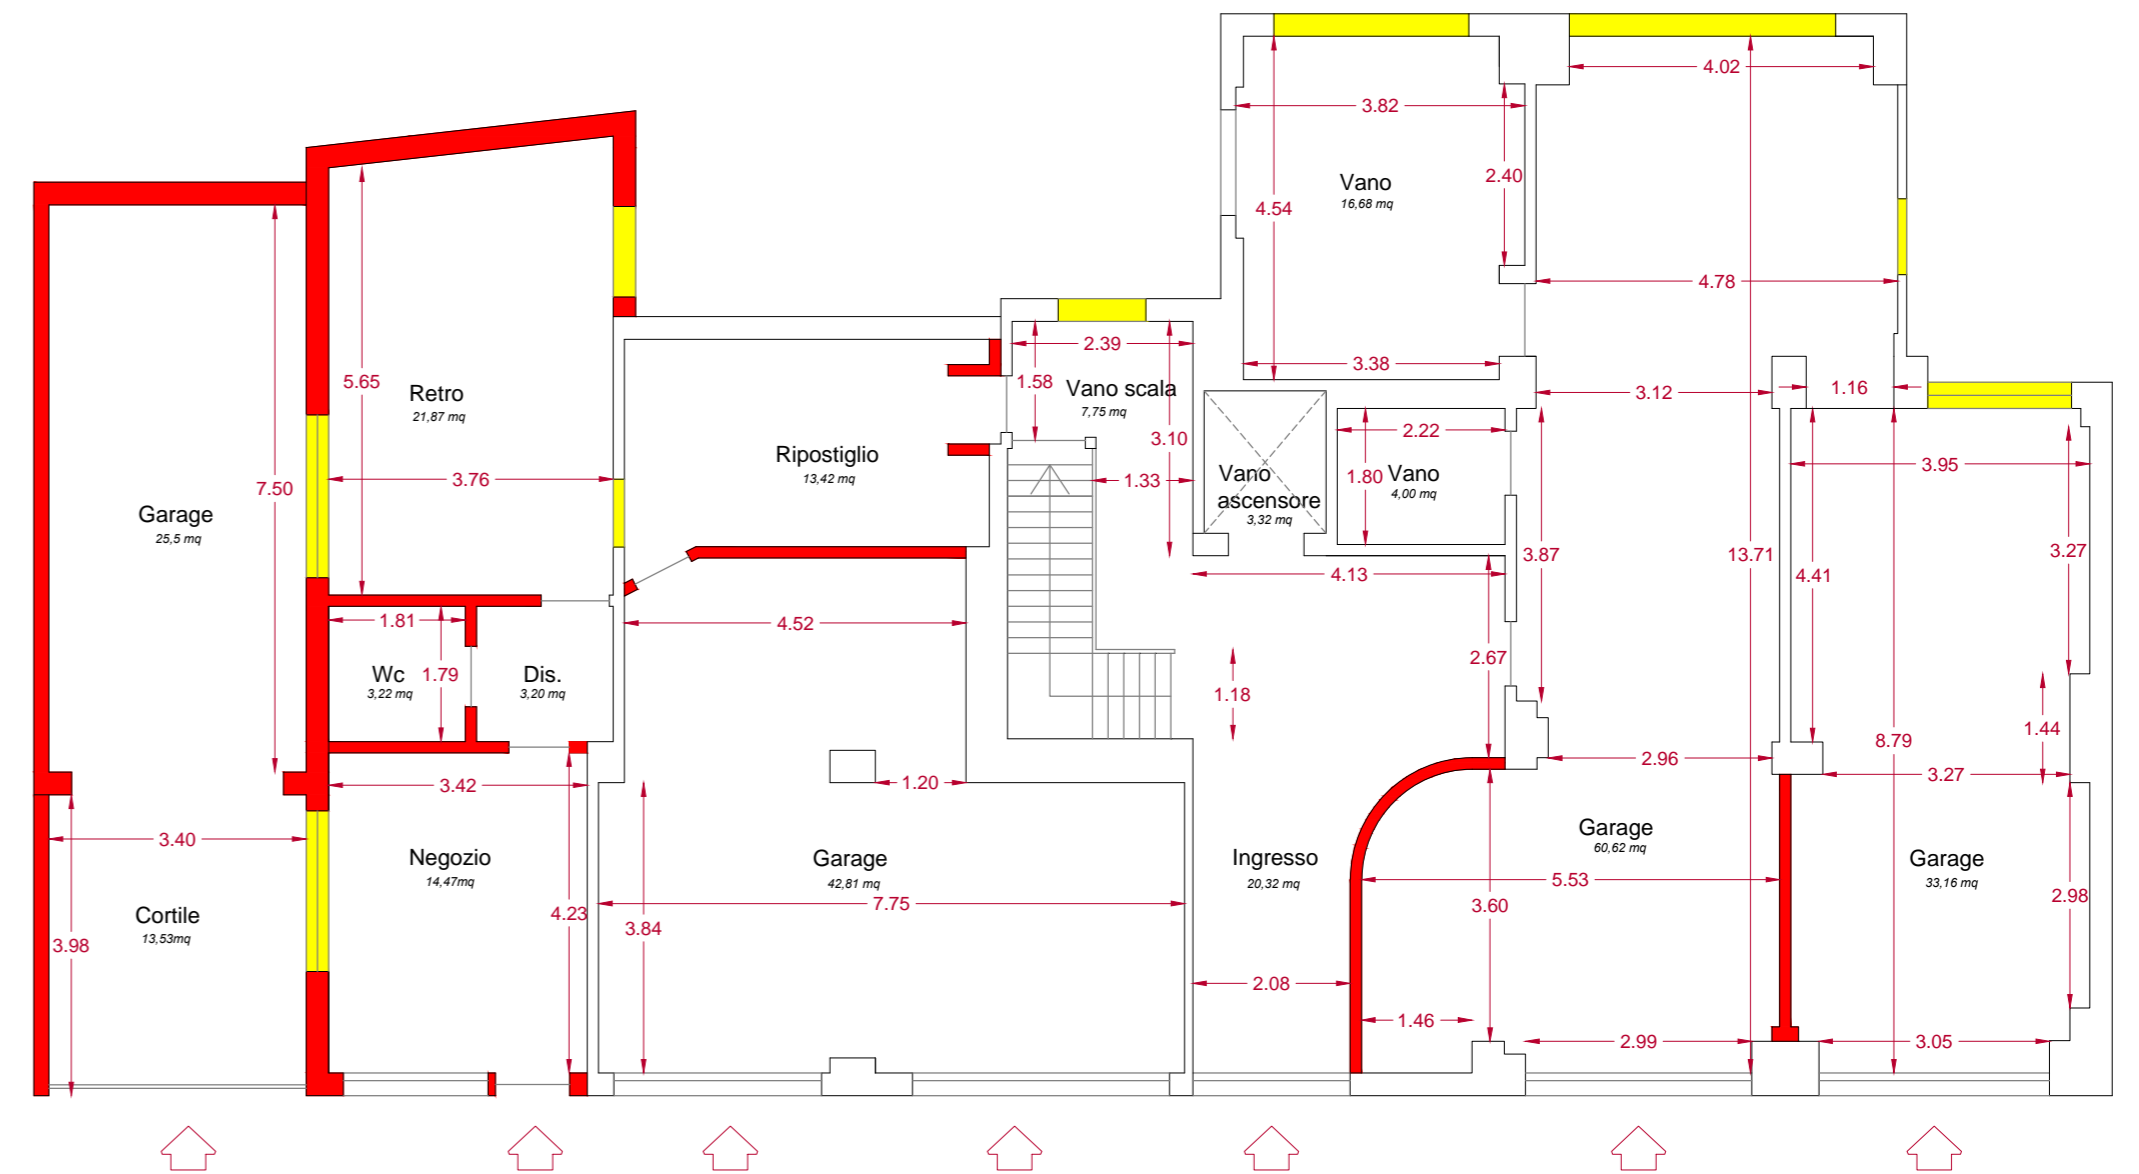 4.02
3.82
Vano
16,68 mq
2.40
4.54
4.78
2.39
1.58
3.38
1.16
5.65
Retro
21,87 mq
Vano scala
7,75 mq
3.12
2.22
3.10
Ripostiglio
13,42 mq
3.95
7.50
3.76
1.33
Vano
ascensore
3,32 mq
1.80
Vano
4,00 mq
Garage
25,5 mq
3.87
13.71
3.27
4.41
4.13
1.81
4.52
Wc
3,22 mq
1.79
Dis.
3,20 mq
2.67
1.18
1.44
8.79
3.42
1.20
2.96
3.27
3.40
Negozio
14,47mq
Garage
42,81 mq
Ingresso
20,32 mq
Garage
60,62 mq
Garage
33,16 mq
5.53
2.98
Cortile
13,53mq
3.98
4.23
3.84
7.75
3.60
2.08
1.46
2.99
3.05